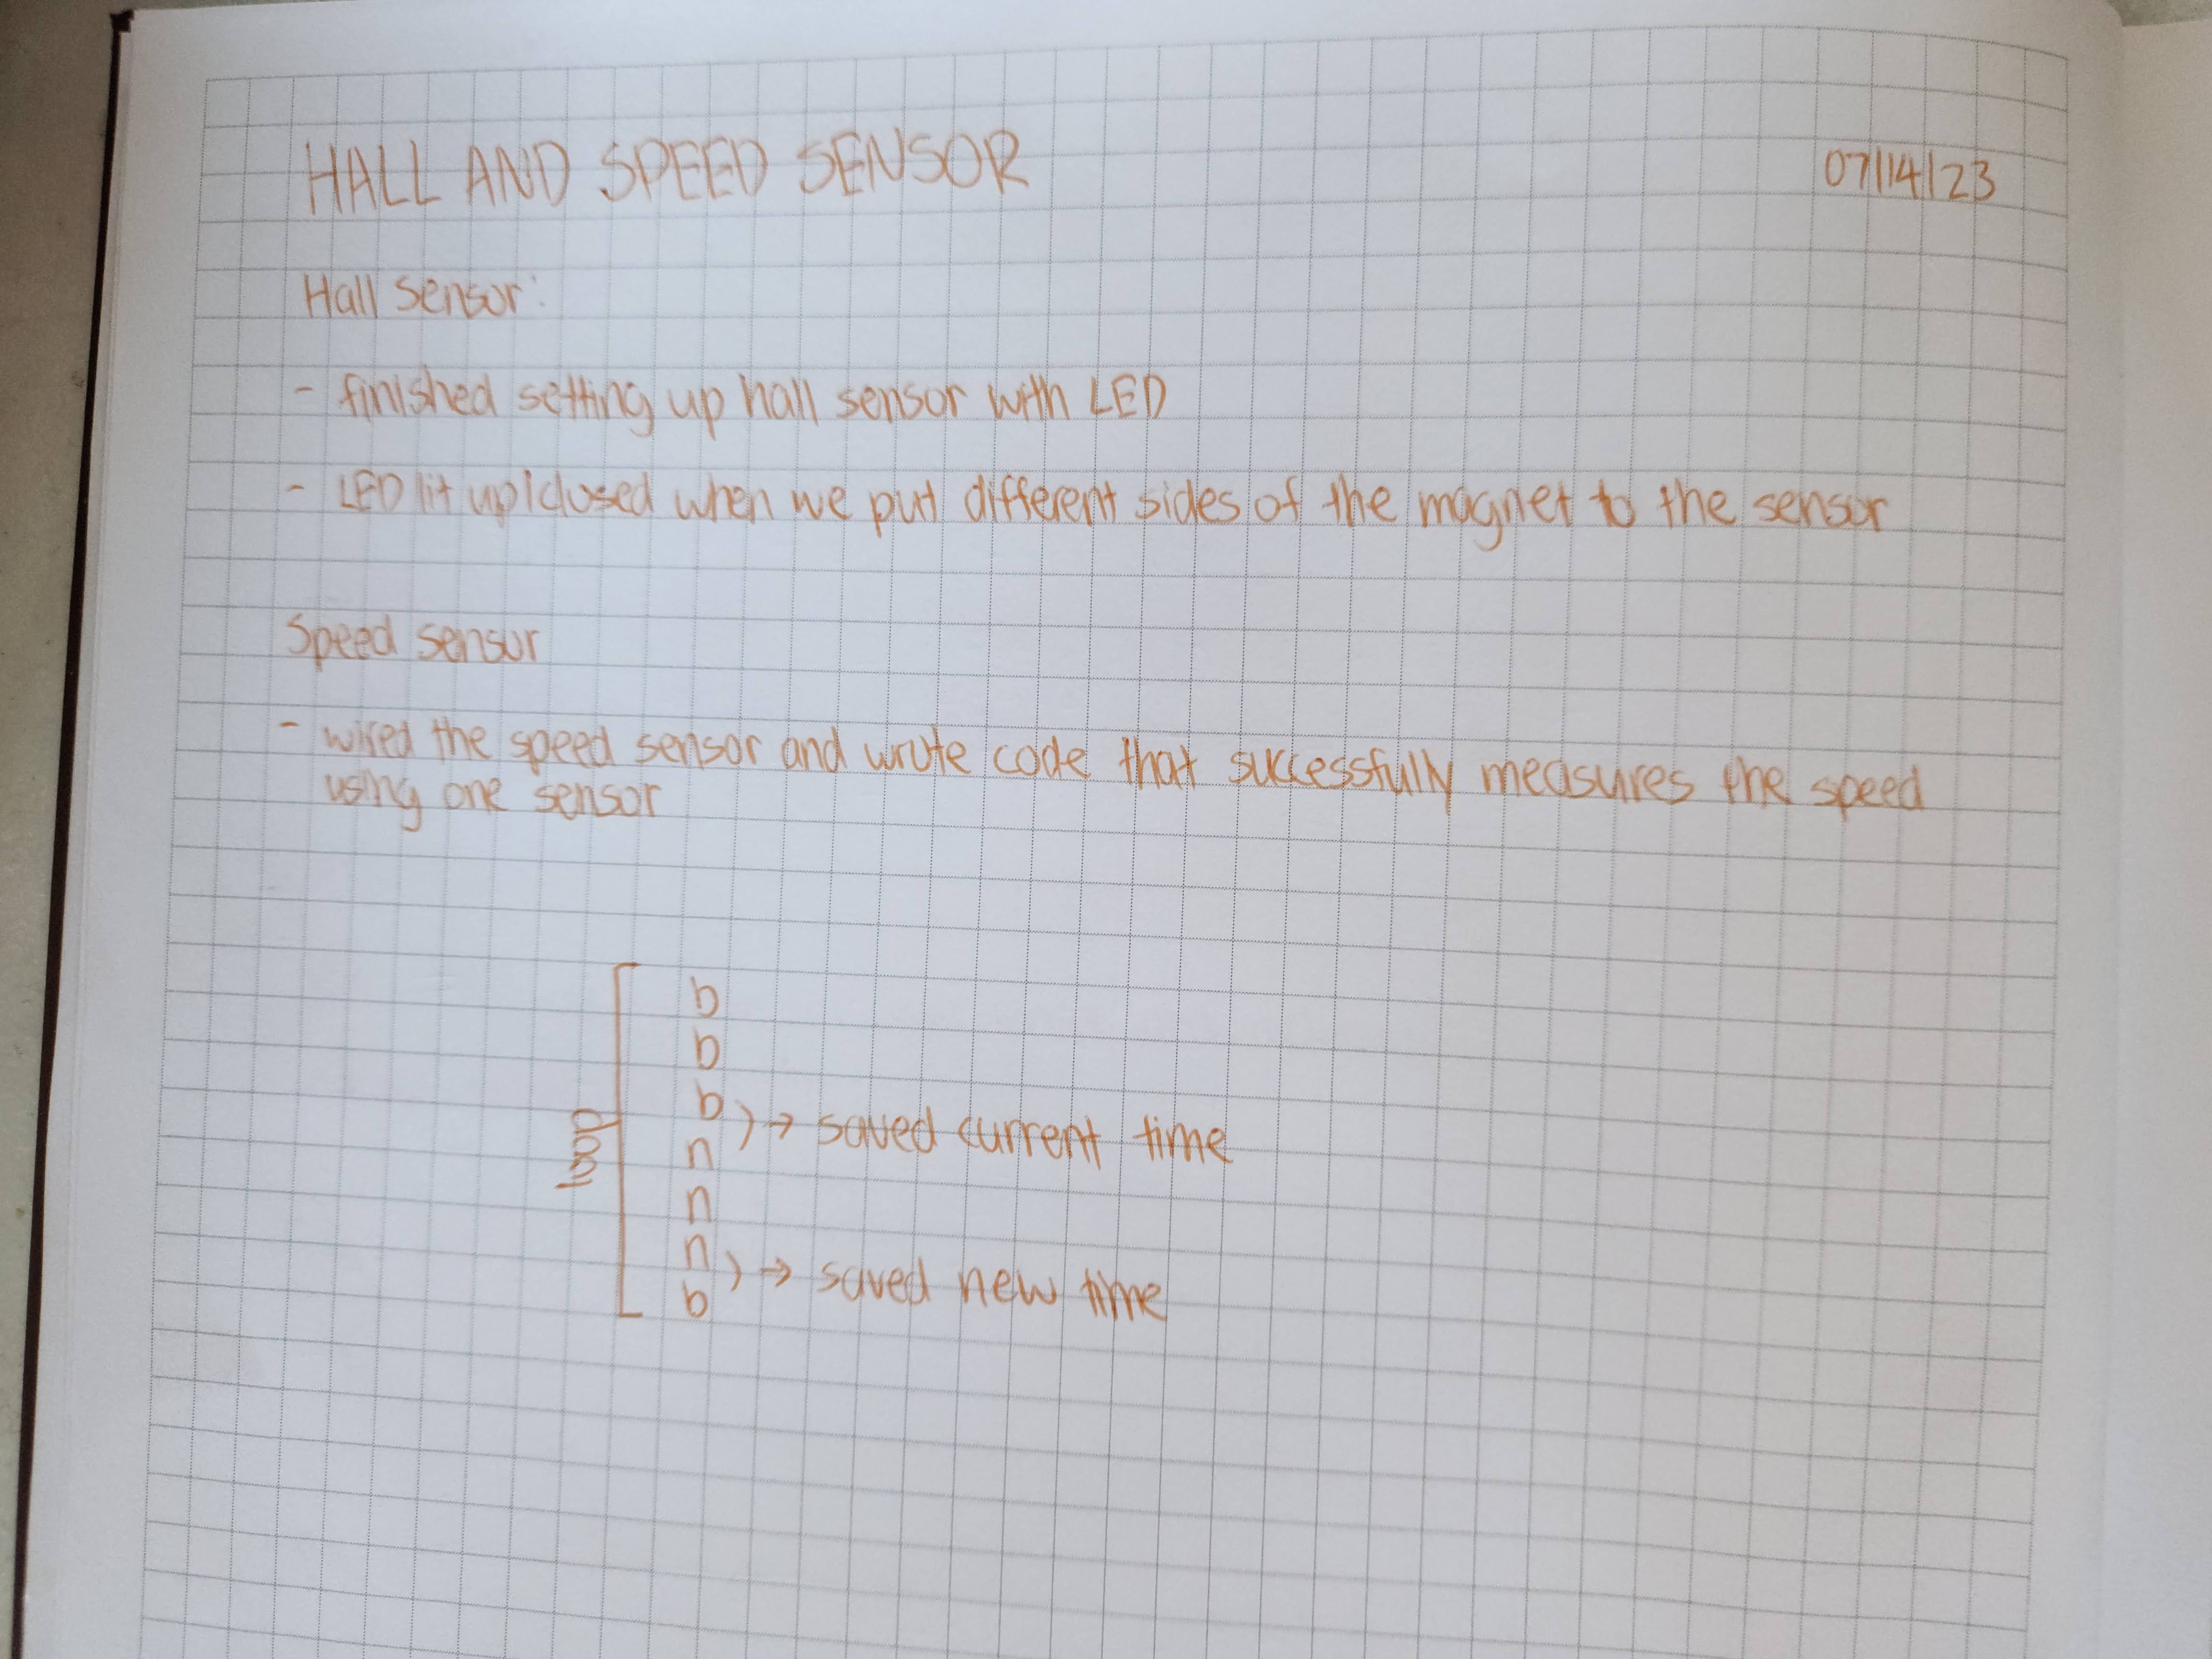 HALL AND SPEED SENSOR
07/14/23
Hall Sensor:
- finished setting up hall sensor with LED
- LED lit up/closed when we put different sides of the magnet to the sensor
Speed sensor
- wired the speed sensor and wrote code that successfully measures the speed
using one sensor
b
b
b
n
) → saved current time
n
n
b
) → saved new time